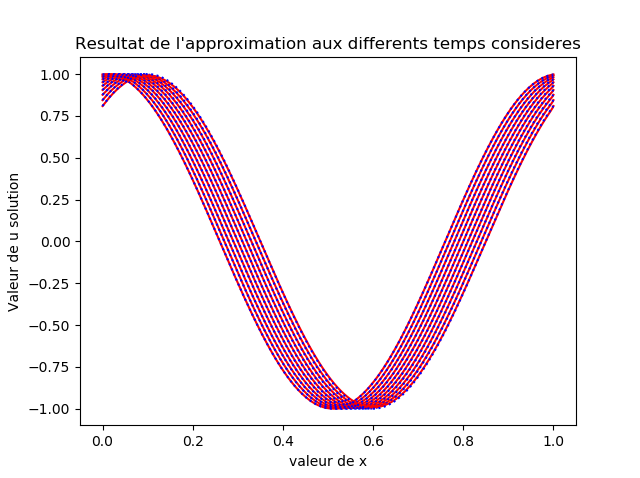 Resultat de l'approximation aux differents temps consideres
1.00
0.75
0.50
0.25
0.00
−0.25
−0.50
−0.75
−1.00
Valeur de u solution
0.0 0.2 0.4 0.6 0.8 1.0
valeur de x